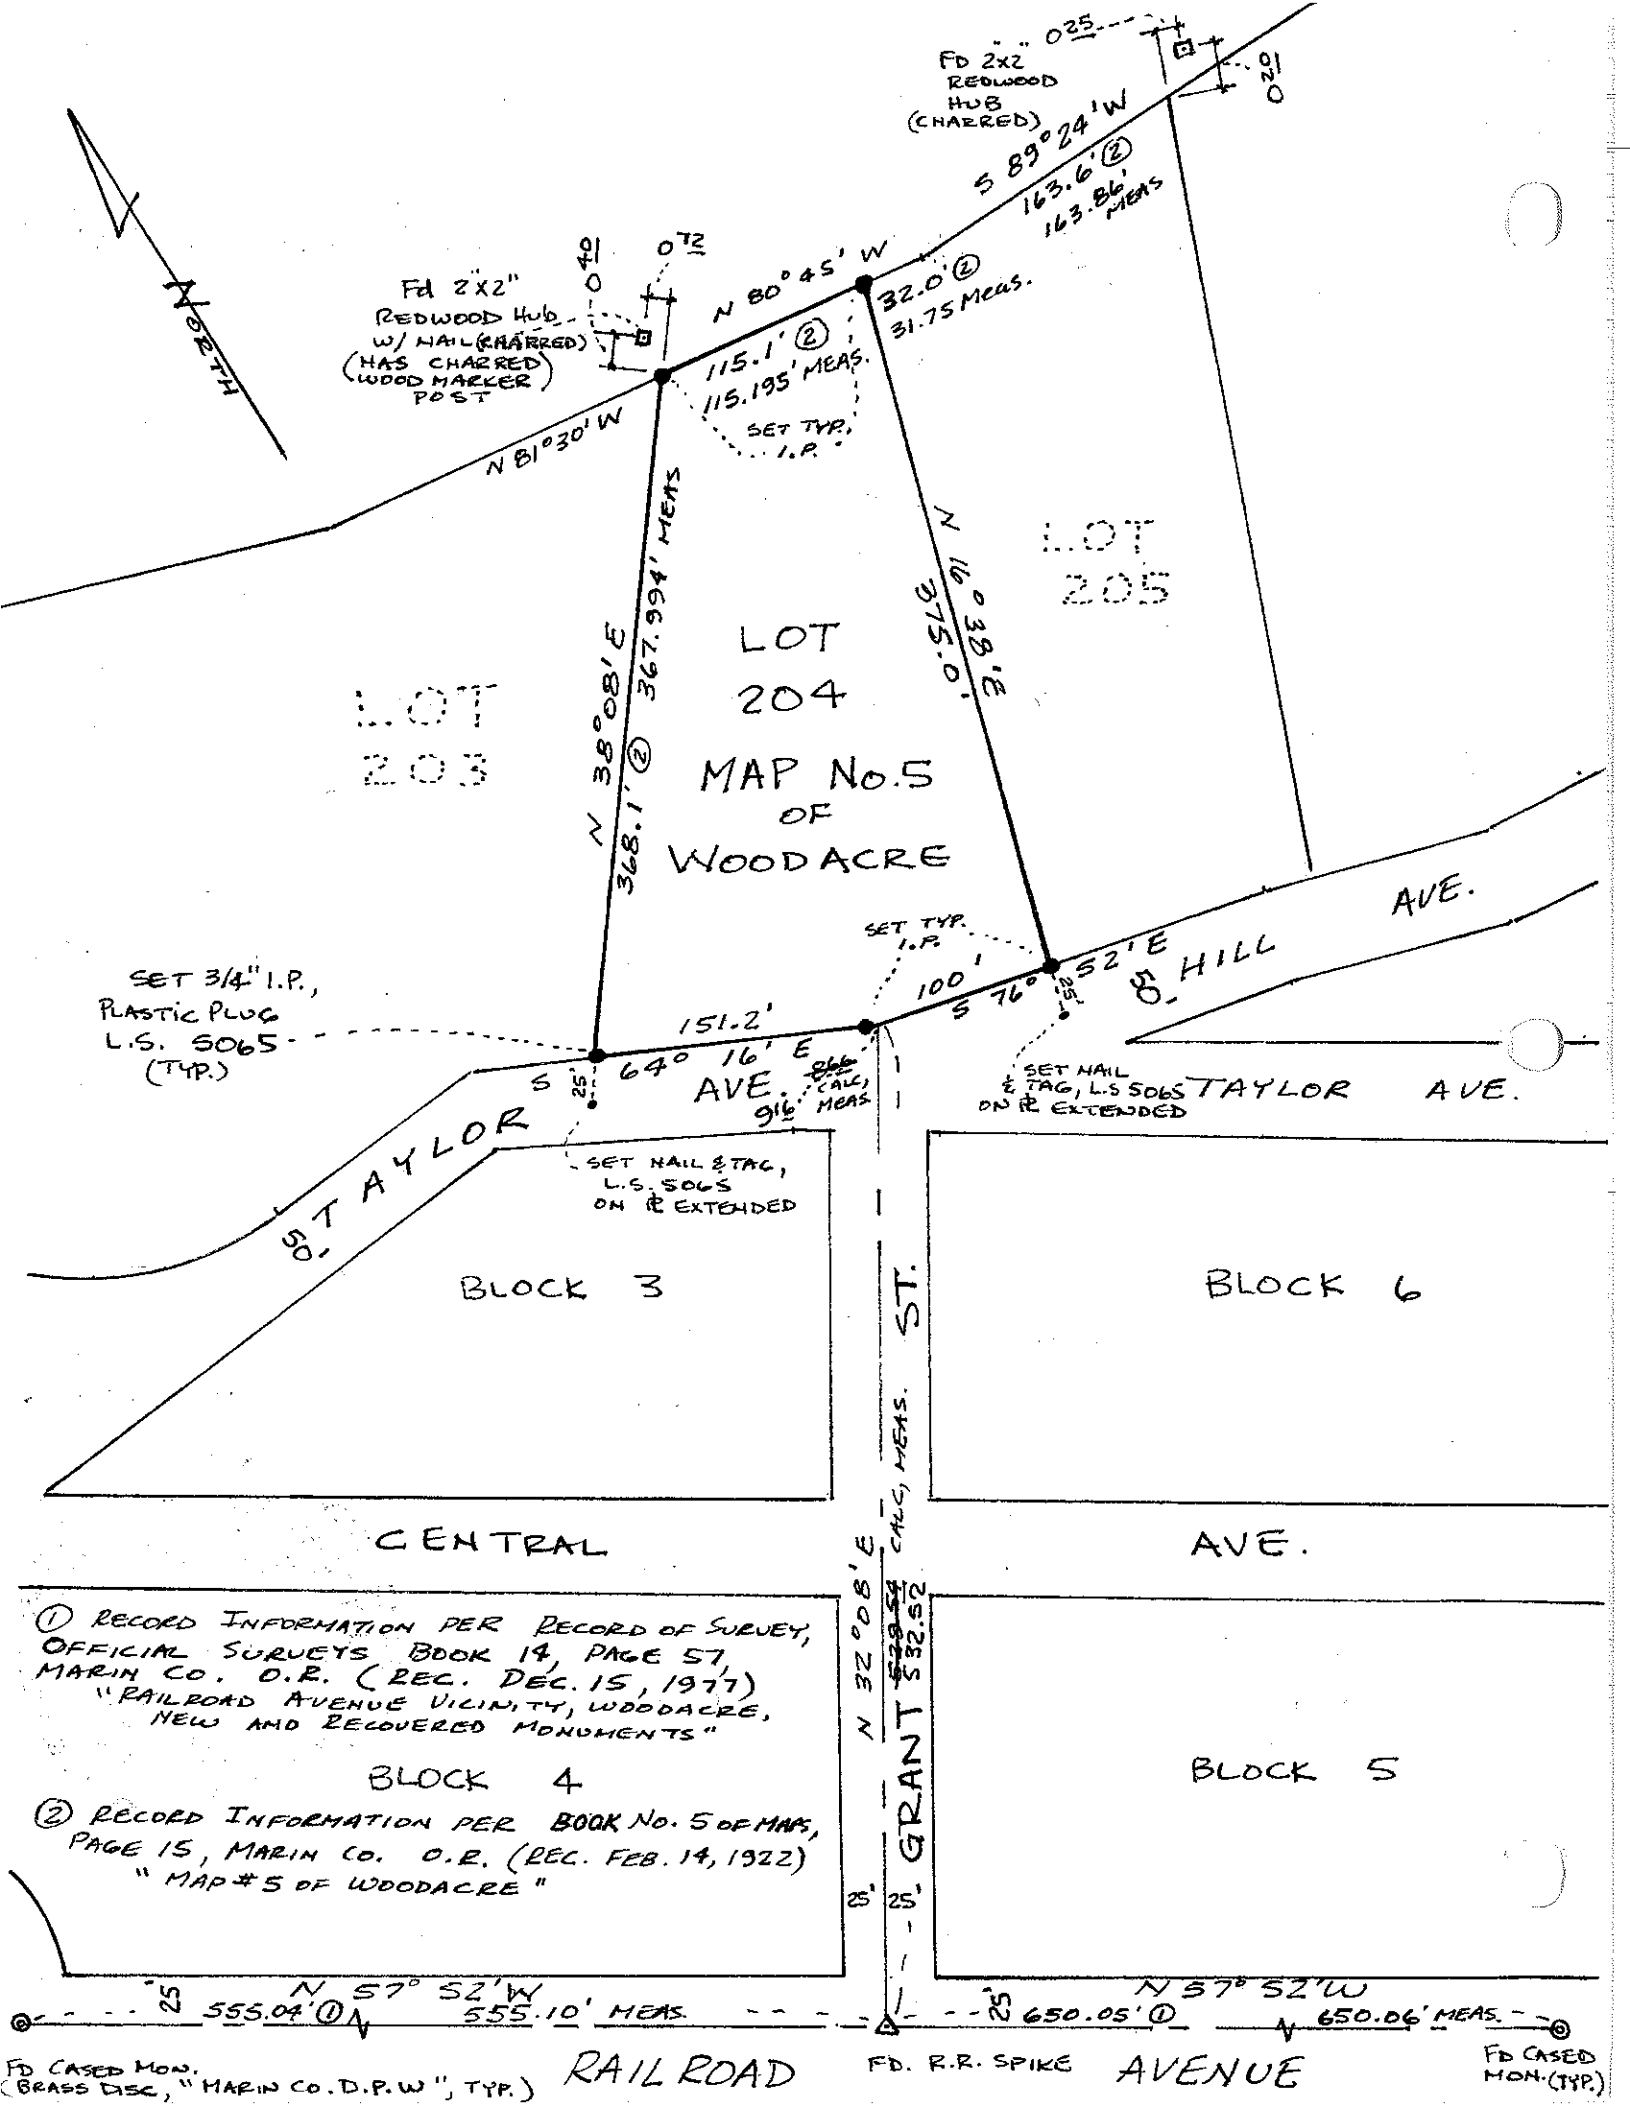 FD 2"x2"
REDWOOD
HUB
(CHARRED)
025
020
S 89°24'W
163.6' ②
163.86'
MEAS
NORTH
Fd 2"x2"
REDWOOD HUB
W/ NAIL (CHARRED)
(HAS CHARRED
WOOD MARKER)
POST
040
072
N 80°45' W
115.1' ②
115.195' MEAS.
32.0' ②
31.75 Meas.
SET TYP.
I.P.
N 81°30'W
N 38°08'E
368.1' ② 367.994' MEAS
N 16°38'E
375.0'
LOT
205
LOT
204
MAP No.5
OF
WOODACRE
LOT
203
SET TYP.
I.P.
SET 3/4" I.P.,
PLASTIC PLUG
L.S. 5065
(TYP.)
151.2'
S 64° 16' E
100'
S 76° 52'E
25'
25'
50'
HILL AVE.
916
CALC,
MEAS
SET NAIL
& TAG, L.S 5065
ON PL EXTENDED
TAYLOR AVE.
TAYLOR AVE.
50'
SET NAIL & TAG,
L.S. 5065
ON PL EXTENDED
BLOCK 3
BLOCK 6
GRANT ST.
N 32°08'E
532.52
CALC, MEAS.
CENTRAL AVE.
① RECORD INFORMATION PER RECORD OF SURVEY,
OFFICIAL SURVEYS BOOK 14, PAGE 57,
MARIN CO. O.R. (REC. DEC. 15, 1977)
"RAILROAD AVENUE VICINITY, WOODACRE,
NEW AND RECOVERED MONUMENTS"
BLOCK 4
② RECORD INFORMATION PER BOOK No. 5 OF MAPS,
PAGE 15, MARIN CO. O.R. (REC. FEB. 14, 1922)
"MAP #5 OF WOODACRE"
BLOCK 5
25' 25'
N 57° 52'W
25'
555.04' ① 555.10' MEAS.
N 57° 52'W
25'
650.05' ① 650.06' MEAS.
FD CASED MON.
(BRASS DISC, "MARIN CO. D.P.W", TYP.)
RAILROAD AVENUE
FD. R.R. SPIKE
FD CASED
MON. (TYP.)